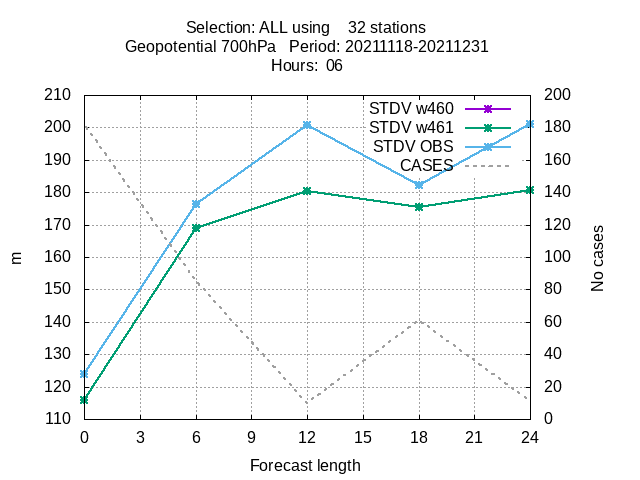 Selection: ALL using 32 stations
Geopotential 700hPa Period: 20211118-20211231
Hours: 06
210 200
STDV w460
200 180
STDV w461
STDV OBS
190 160
CASES
180 140
170 120
160 100
150 80
140 60
130 40
120 20
110 0
m
No cases
0 3 6 9 12 15 18 21 24
Forecast length